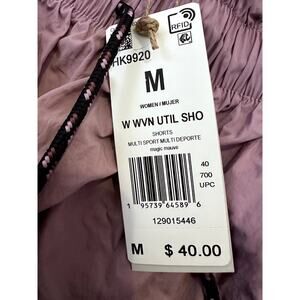 RFID
HK9920
M
WOMEN / MUJER
W WVN UTIL SHO
SHORTS
MULTI SPORT MULTI DEPORTE
magic mauve
40
700
UPC
1 95739 64589 6
129015446
M $ 40.00